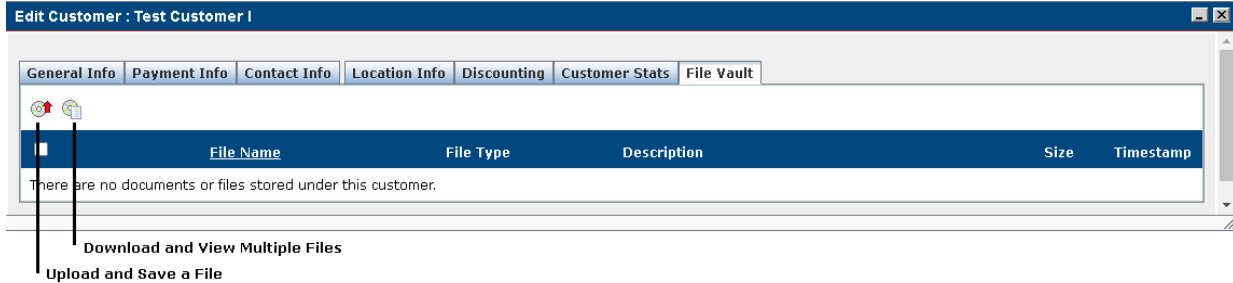 Edit Customer : Test Customer I
General Info Payment Info Contact Info Location Info Discounting Customer Stats File Vault
File Name File Type Description Size Timestamp
There are no documents or files stored under this customer.
Download and View Multiple Files
Upload and Save a File